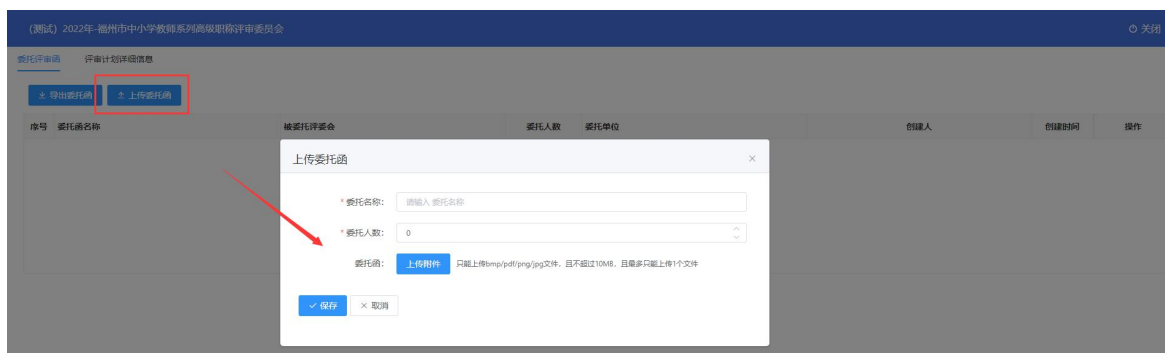 (测试) 2022年-福州市中小学教师系列高级职称评审委员会
关闭
委托评审函 评审计划详细信息
导出委托函 上传委托函
序号 委托函名称 被委托评委会 委托人数 委托单位 创建人 创建时间 操作
上传委托函
* 委托名称: 请输入 委托名称
* 委托人数: 0
委托函: 上传附件 只能上传bmp/pdf/png/jpg文件, 且不超过10MB, 且最多只能上传1个文件
保存 取消